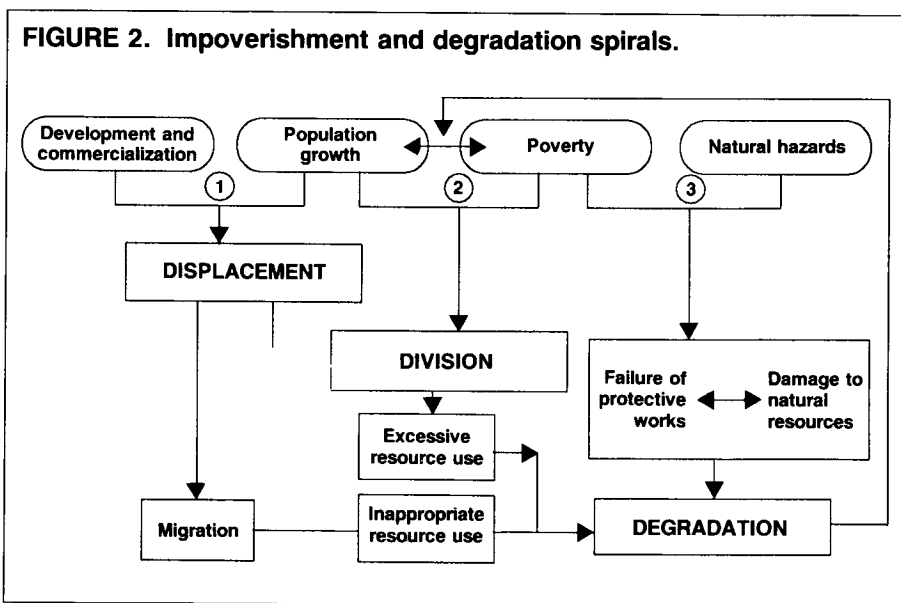 FIGURE 2. Impoverishment and degradation spirals.
Development and
commercialization
Population
growth
Poverty
Natural hazards
1
2
3
DISPLACEMENT
DIVISION
Failure of
protective
works
Damage to
natural
resources
Excessive
resource use
Migration
Inappropriate
resource use
DEGRADATION